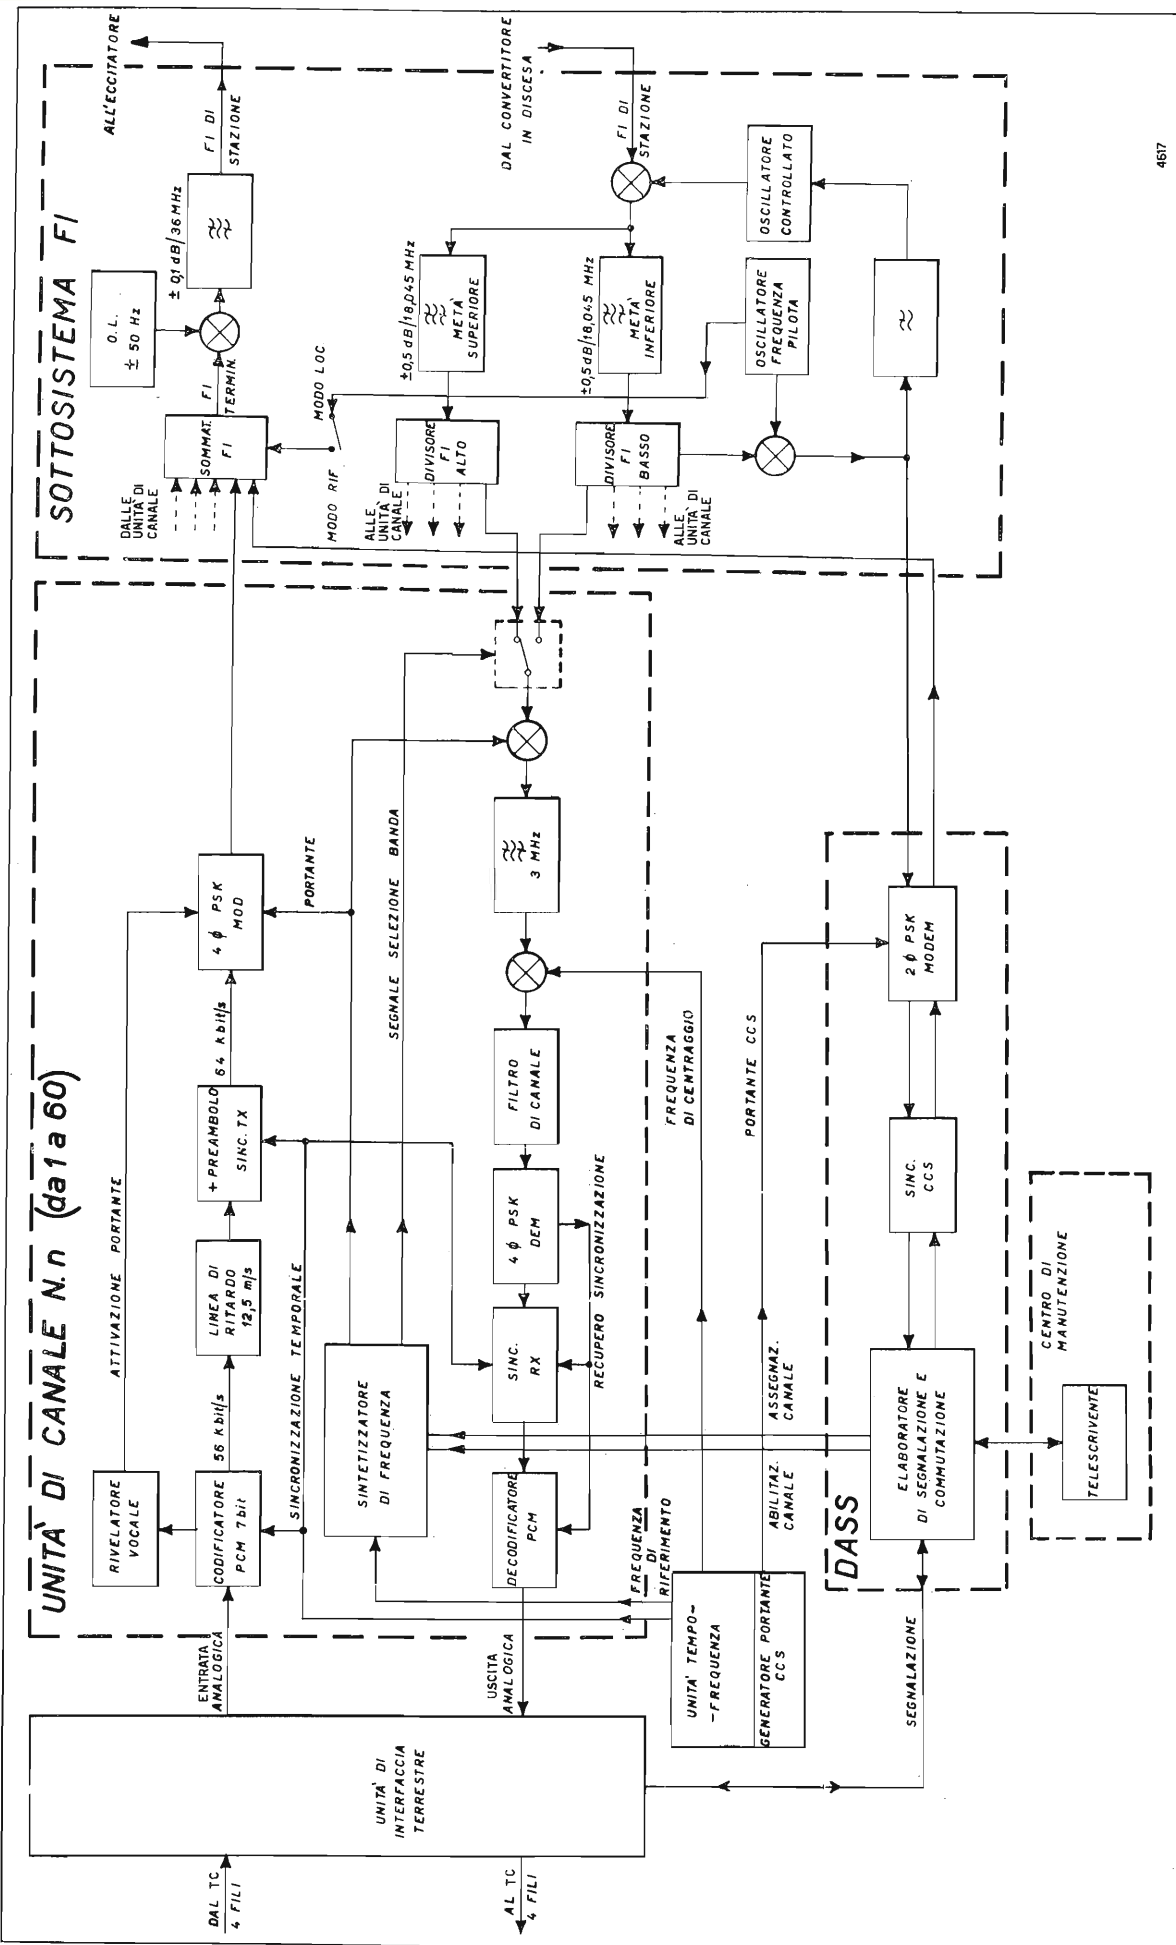 UNITÀ DI CANALE N. n (da 1 a 60)
SOTTOSISTEMA FI
DAL TC
4 FILI
AL TC
4 FILI
UNITÀ DI
INTERFACCIA
TERRESTRE
ENTRATA
ANALOGICA
USCITA
ANALOGICA
RIVELATORE
VOCALE
CODIFICATORE
PCM 7 bit
56 kbit/s
ATTIVAZIONE PORTANTE
LINEA DI
RITARDO
12,5 m/s
+ PREAMBOLO
SINC. TX
64 kbit/s
4 ϕ PSK
MOD
PORTANTE
SINCRONIZZAZIONE TEMPORALE
SINTETIZZATORE
DI FREQUENZA
SEGNALE SELEZIONE BANDA
DECODIFICATORE
PCM
SINC.
RX
4 ϕ PSK
DEM
FILTRO
DI CANALE
3 MHz
RECUPERO SINCRONIZZAZIONE
FREQUENZA
DI
RIFERIMENTO
UNITÀ TEMPO-
-FREQUENZA
GENERATORE PORTANTE
CCS
FREQUENZA
DI CENTRAGGIO
PORTANTE CCS
ABILITAZ.
CANALE
ASSEGNAZ.
CANALE
DASS
SEGNALAZIONE
ELABORATORE
DI SEGNALAZIONE E
COMMUTAZIONE
SINC.
CCS
2 ϕ PSK
MODEM
CENTRO DI
MANUTENZIONE
TELESCRIVENTE
ALL'ECCITATORE
O.L.
± 50 Hz
± 0,1 dB/36 MHz
FI DI
STAZIONE
FI
TERMIN.
SOMMAT.
FI
DALLE
UNITÀ DI
CANALE
MODO RIF
MODO LOC
DAL CONVERTITORE
IN DISCESA
FI DI
STAZIONE
±0,5 dB/18,045 MHz
METÀ
SUPERIORE
±0,5 dB/18,045 MHz
METÀ
INFERIORE
DIVISORE
FI
ALTO
ALLE
UNITÀ DI
CANALE
DIVISORE
FI
BASSO
ALLE
UNITÀ DI
CANALE
OSCILLATORE
CONTROLLATO
OSCILLATORE
FREQUENZA
PILOTA
4617